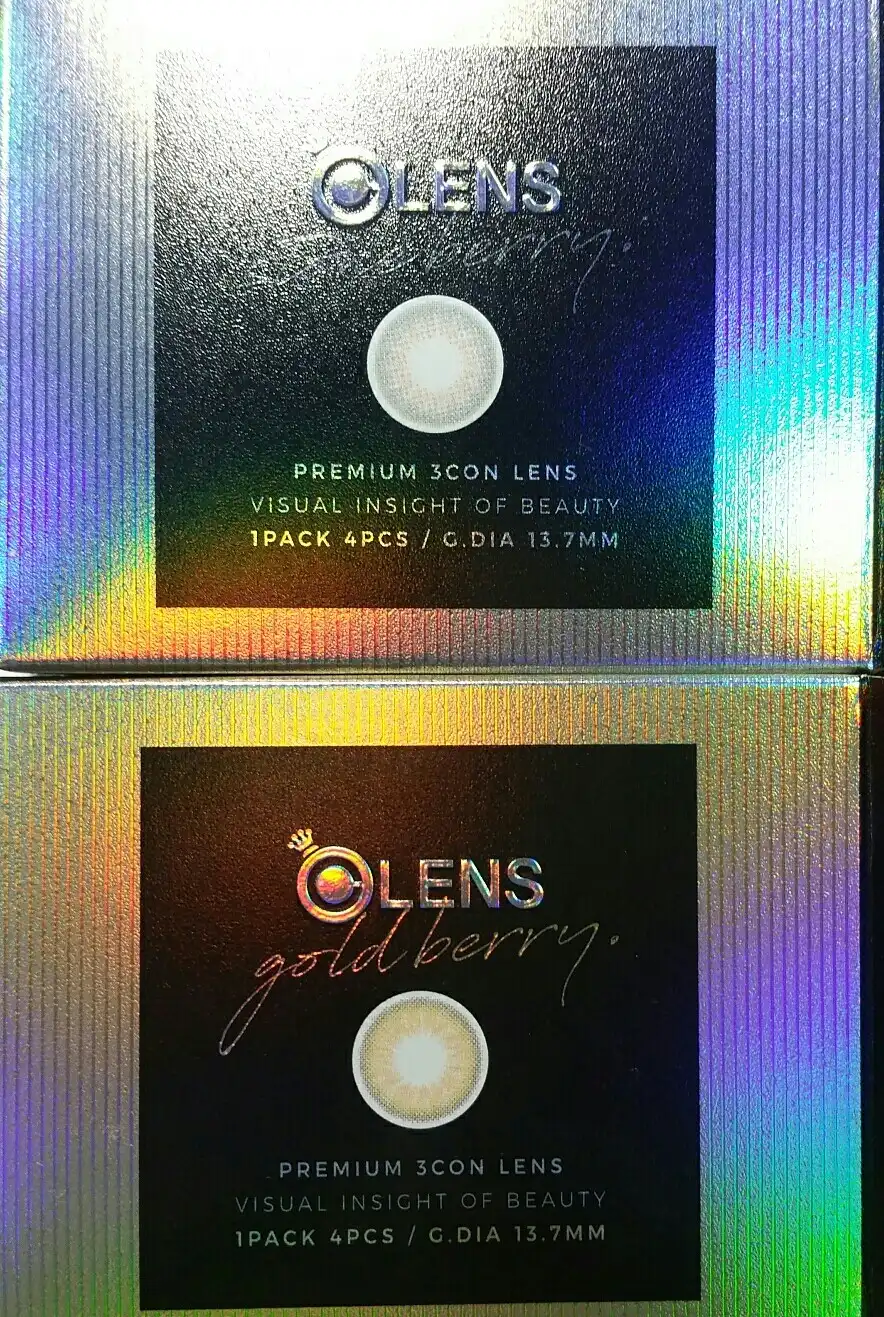 OLENS
berry.
PREMIUM 3CON LENS
VISUAL INSIGHT OF BEAUTY
1PACK 4PCS / G.DIA 13.7MM
OLENS
gold berry.
PREMIUM 3CON LENS
VISUAL INSIGHT OF BEAUTY
1PACK 4PCS / G.DIA 13.7MM